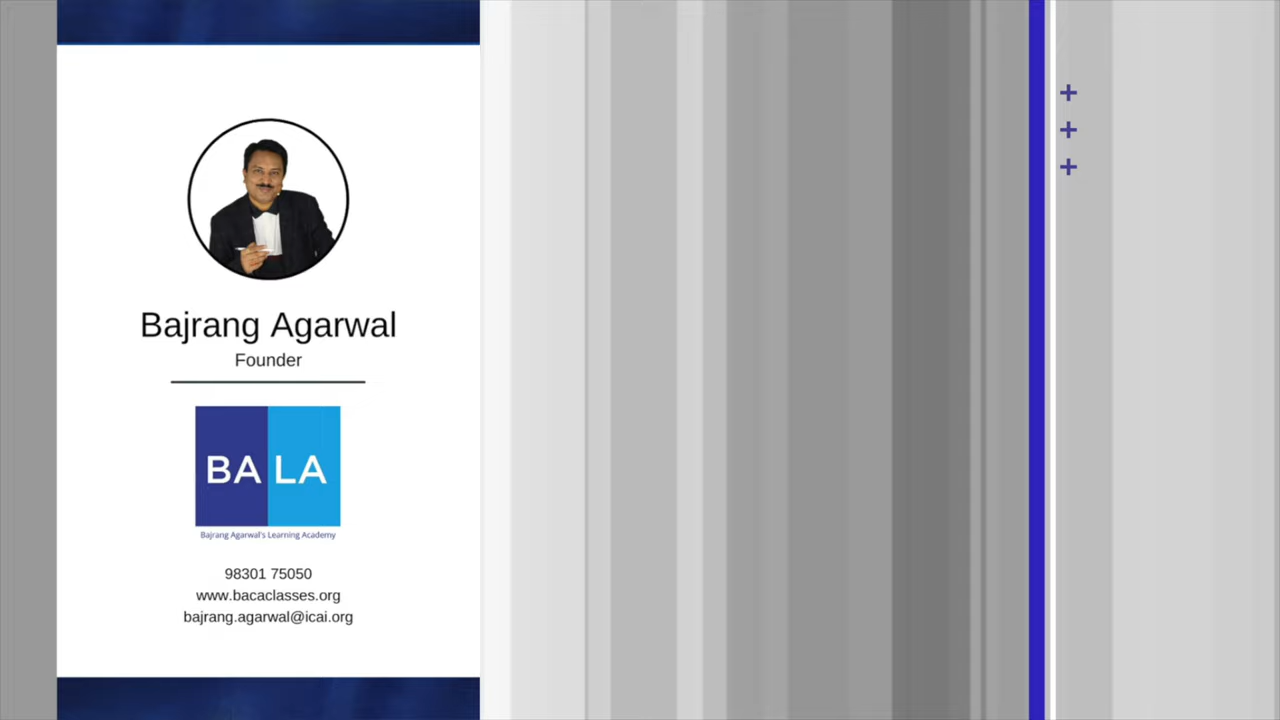 Bajrang Agarwal
Founder
BA LA
Bajrang Agarwal's Learning Academy
98301 75050
www.bacaclasses.org
bajrang.agarwal@icai.org